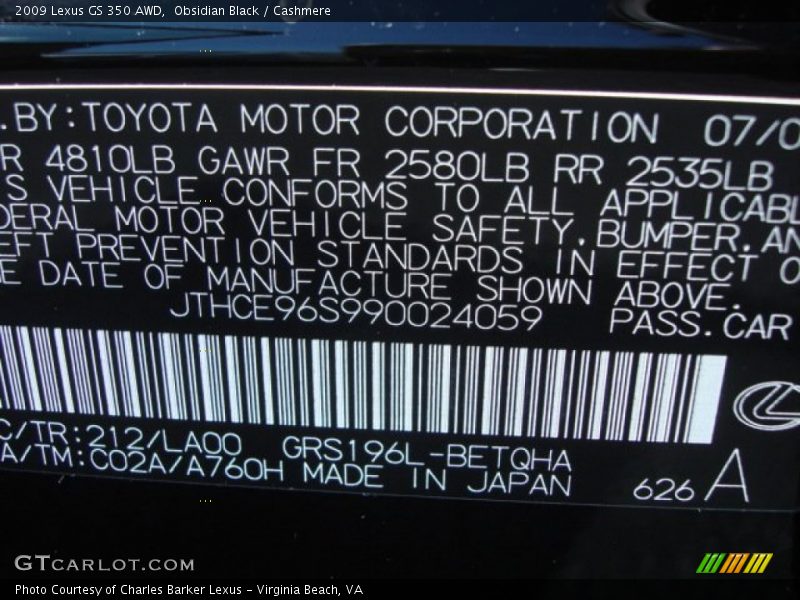 2009 Lexus GS 350 AWD,  Obsidian Black / Cashmere
.BY:TOYOTA MOTOR CORPORATION 07/0
R 4810LB GAWR FR 2580LB RR 2535LB
S VEHICLE CONFORMS TO ALL APPLICABL
DERAL MOTOR VEHICLE SAFETY,BUMPER,AN
EFT PREVENTION STANDARDS IN EFFECT O
E DATE OF MANUFACTURE SHOWN ABOVE.
JTHCE96S990024059 PASS.CAR
C/TR:212/LA00 GRS196L-BETQHA
A/TM:C02A/A760H MADE IN JAPAN
626 A
GTCARLOT.COM
Photo Courtesy of Charles Barker Lexus - Virginia Beach, VA